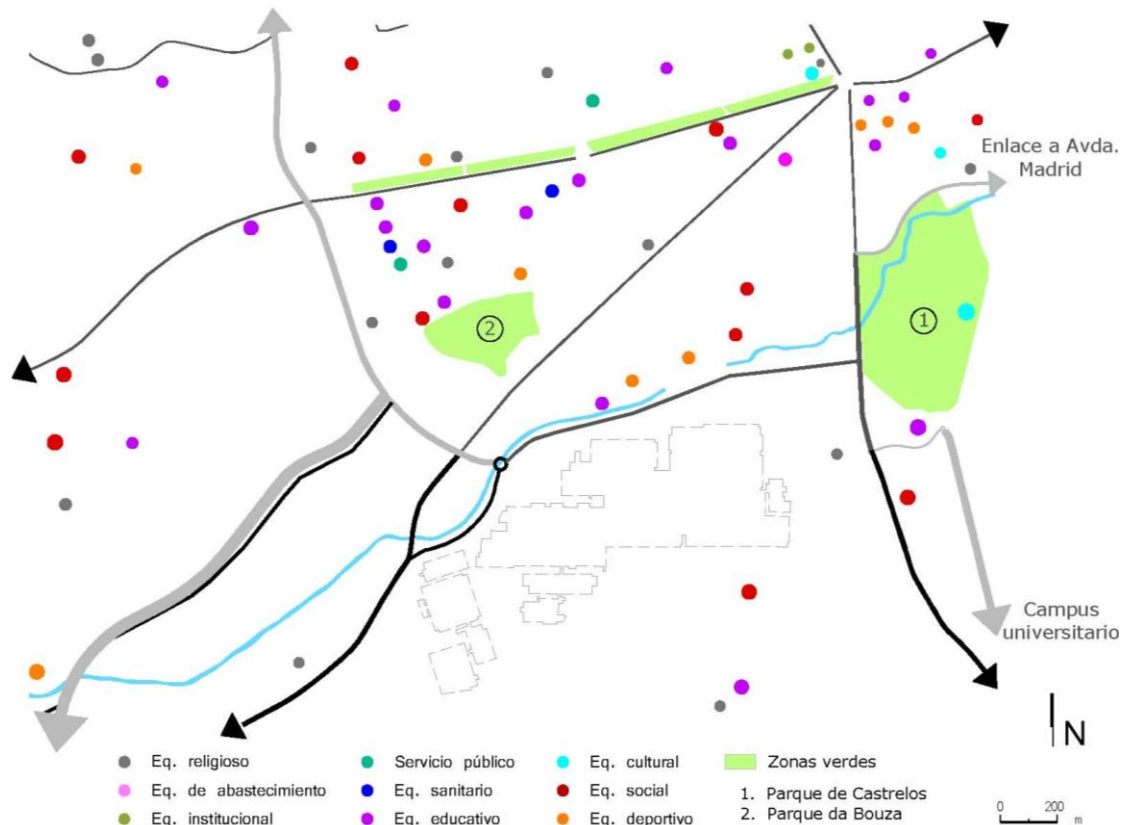 Enlace a Avda.
Madrid
1
2
Campus
universitario
N
Eq. religioso
Servicio público
Eq. cultural
Zonas verdes
Eq. de abastecimiento
Eq. sanitario
Eq. social
1. Parque de Castrelos
Eq. institucional
Eq. educativo
Eq. deportivo
2. Parque da Bouza
0 200
m